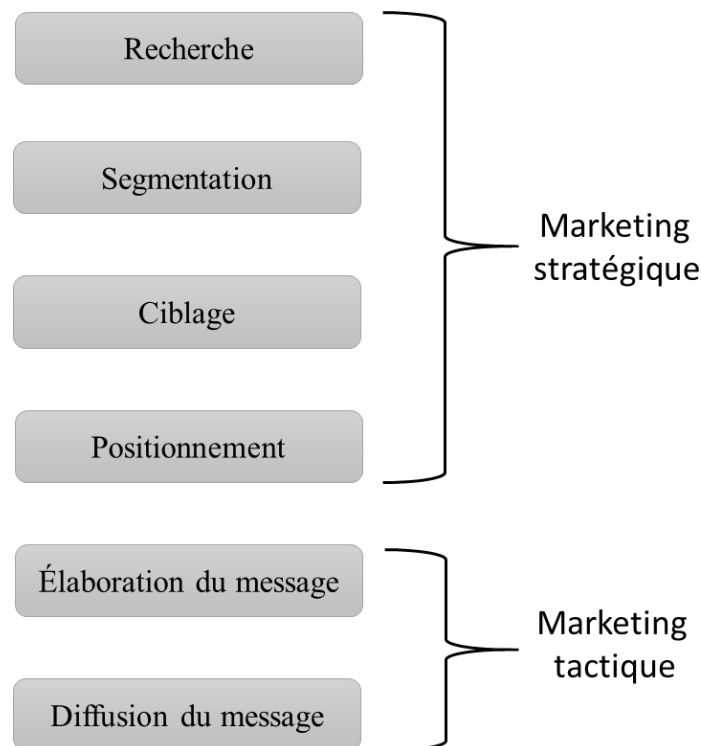 Recherche
Segmentation
Ciblage
Positionnement
Marketing
stratégique
Élaboration du message
Diffusion du message
Marketing
tactique